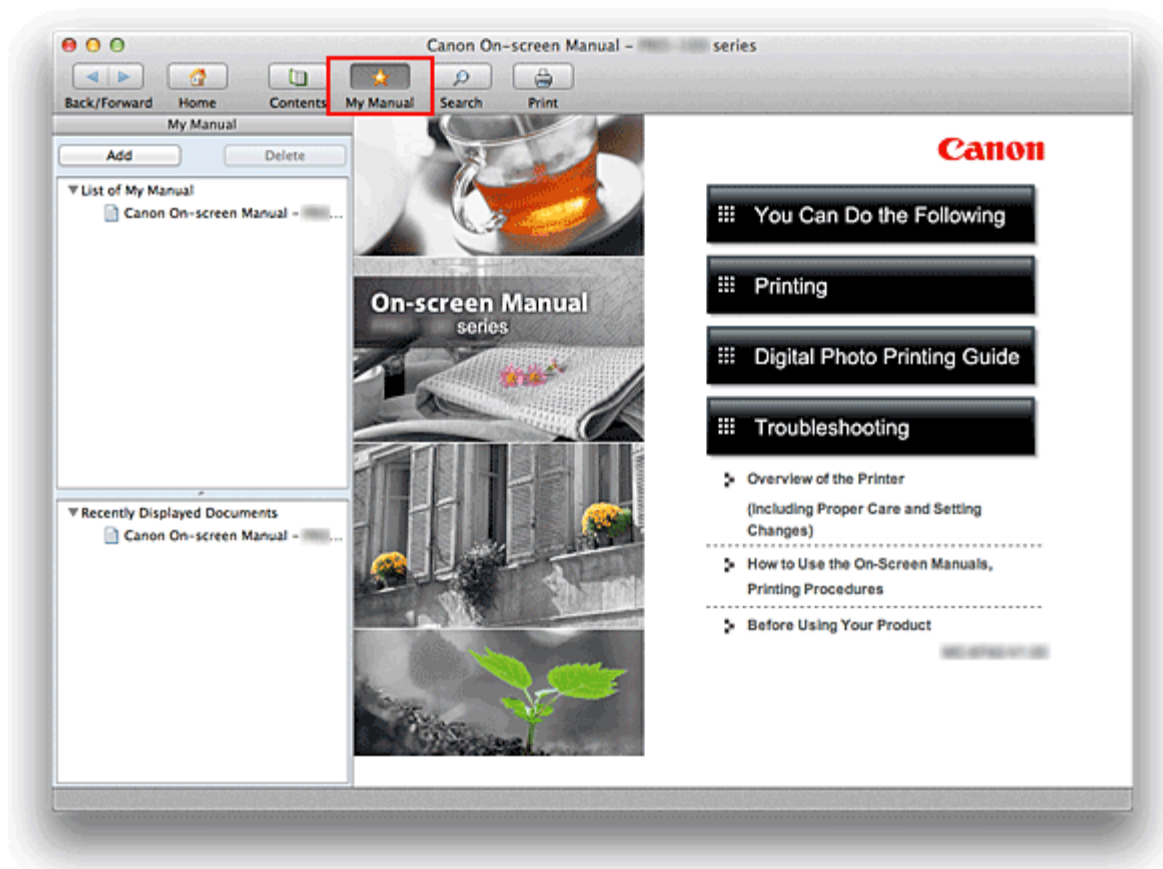 Canon On-screen Manual – series
Back/Forward Home Contents My Manual Search Print
My Manual
Add Delete
List of My Manual
Canon On-screen Manual – ...
Recently Displayed Documents
Canon On-screen Manual – ...
On-screen Manual
series
Canon
You Can Do the Following
Printing
Digital Photo Printing Guide
Troubleshooting
Overview of the Printer
(Including Proper Care and Setting
Changes)
How to Use the On-Screen Manuals,
Printing Procedures
Before Using Your Product